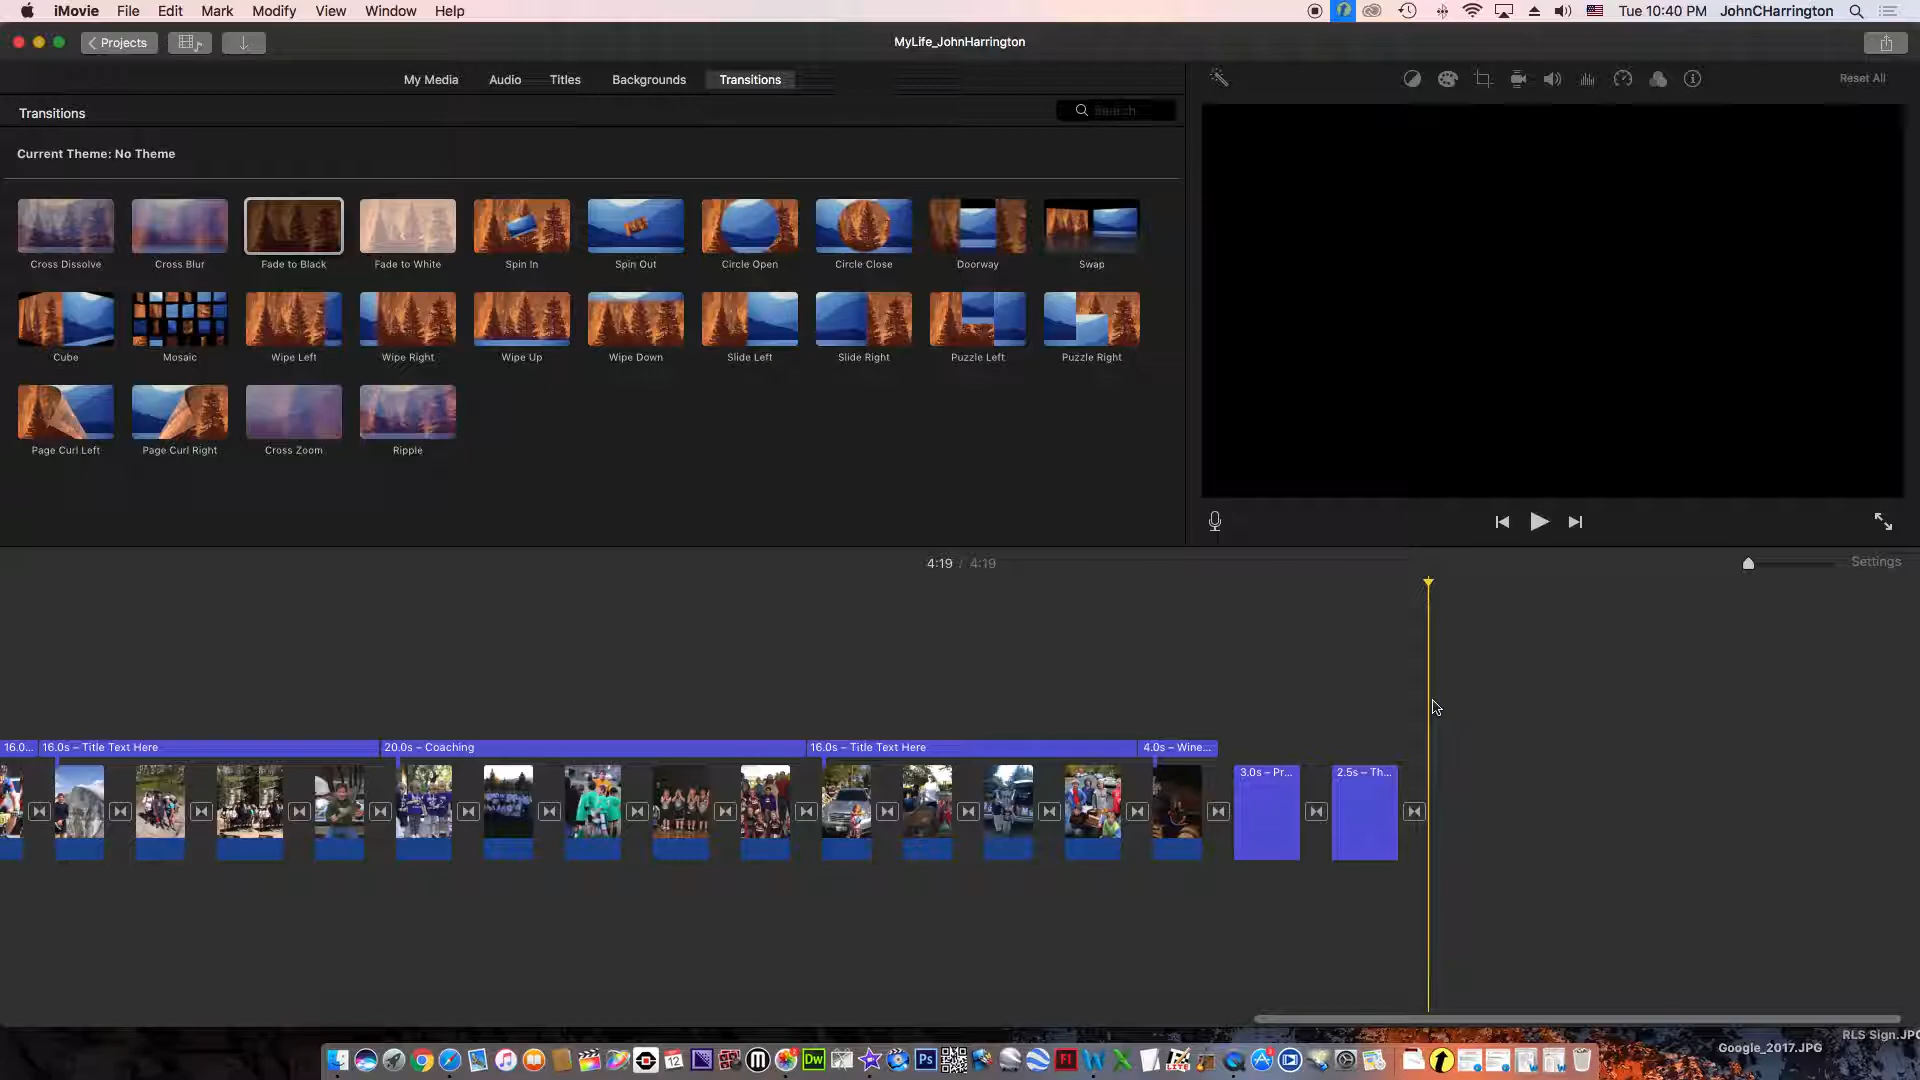 iMovie File Edit Mark Modify View Window Help Tue 10:40 PM JohnCHarrington
Projects MyLife_JohnHarrington
My Media Audio Titles Backgrounds Transitions Reset All
Transitions Search
Current Theme: No Theme
Cross Dissolve Cross Blur Fade to Black Fade to White Spin In Spin Out Circle Open Circle Close Doorway Swap
Cube Mosaic Wipe Left Wipe Right Wipe Up Wipe Down Slide Left Slide Right Puzzle Left Puzzle Right
Page Curl Left Page Curl Right Cross Zoom Ripple
4:19 / 4:19 Settings
16.0... 16.0s – Title Text Here 20.0s – Coaching 16.0s – Title Text Here 4.0s – Wine...
3.0s – Pr... 2.5s – Th...
RLS Sign.JPG
Google_2017.JPG
12 Dw Ps Fl